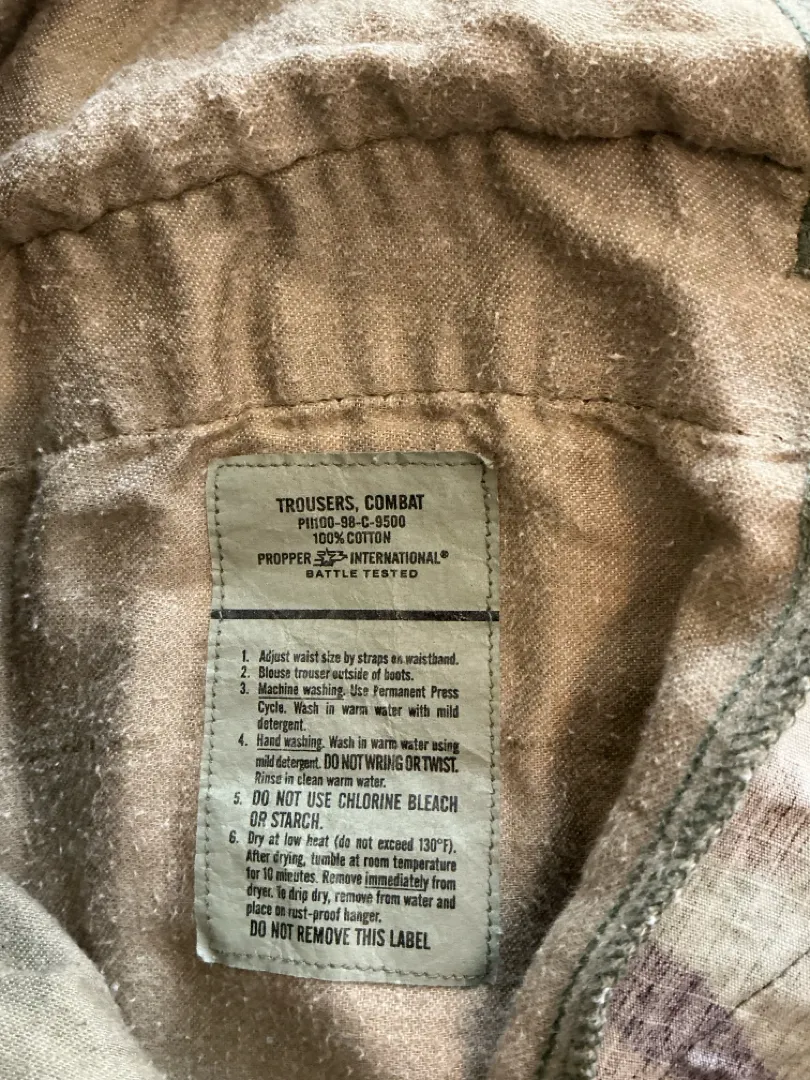 TROUSERS, COMBAT
PII100-98-C-9500
100% COTTON
PROPPER INTERNATIONAL®
BATTLE TESTED
1. Adjust waist size by straps on waistband.
2. Blouse trouser outside of boots.
3. Machine washing. Use Permanent Press
Cycle. Wash in warm water with mild
detergent.
4. Hand washing. Wash in warm water using
mild detergent. DO NOT WRING OR TWIST.
Rinse in clean warm water.
5. DO NOT USE CHLORINE BLEACH
OR STARCH.
6. Dry at low heat (do not exceed 130°F).
After drying, tumble at room temperature
for 10 minutes. Remove immediately from
dryer. To drip dry, remove from water and
place on rust-proof hanger.
DO NOT REMOVE THIS LABEL